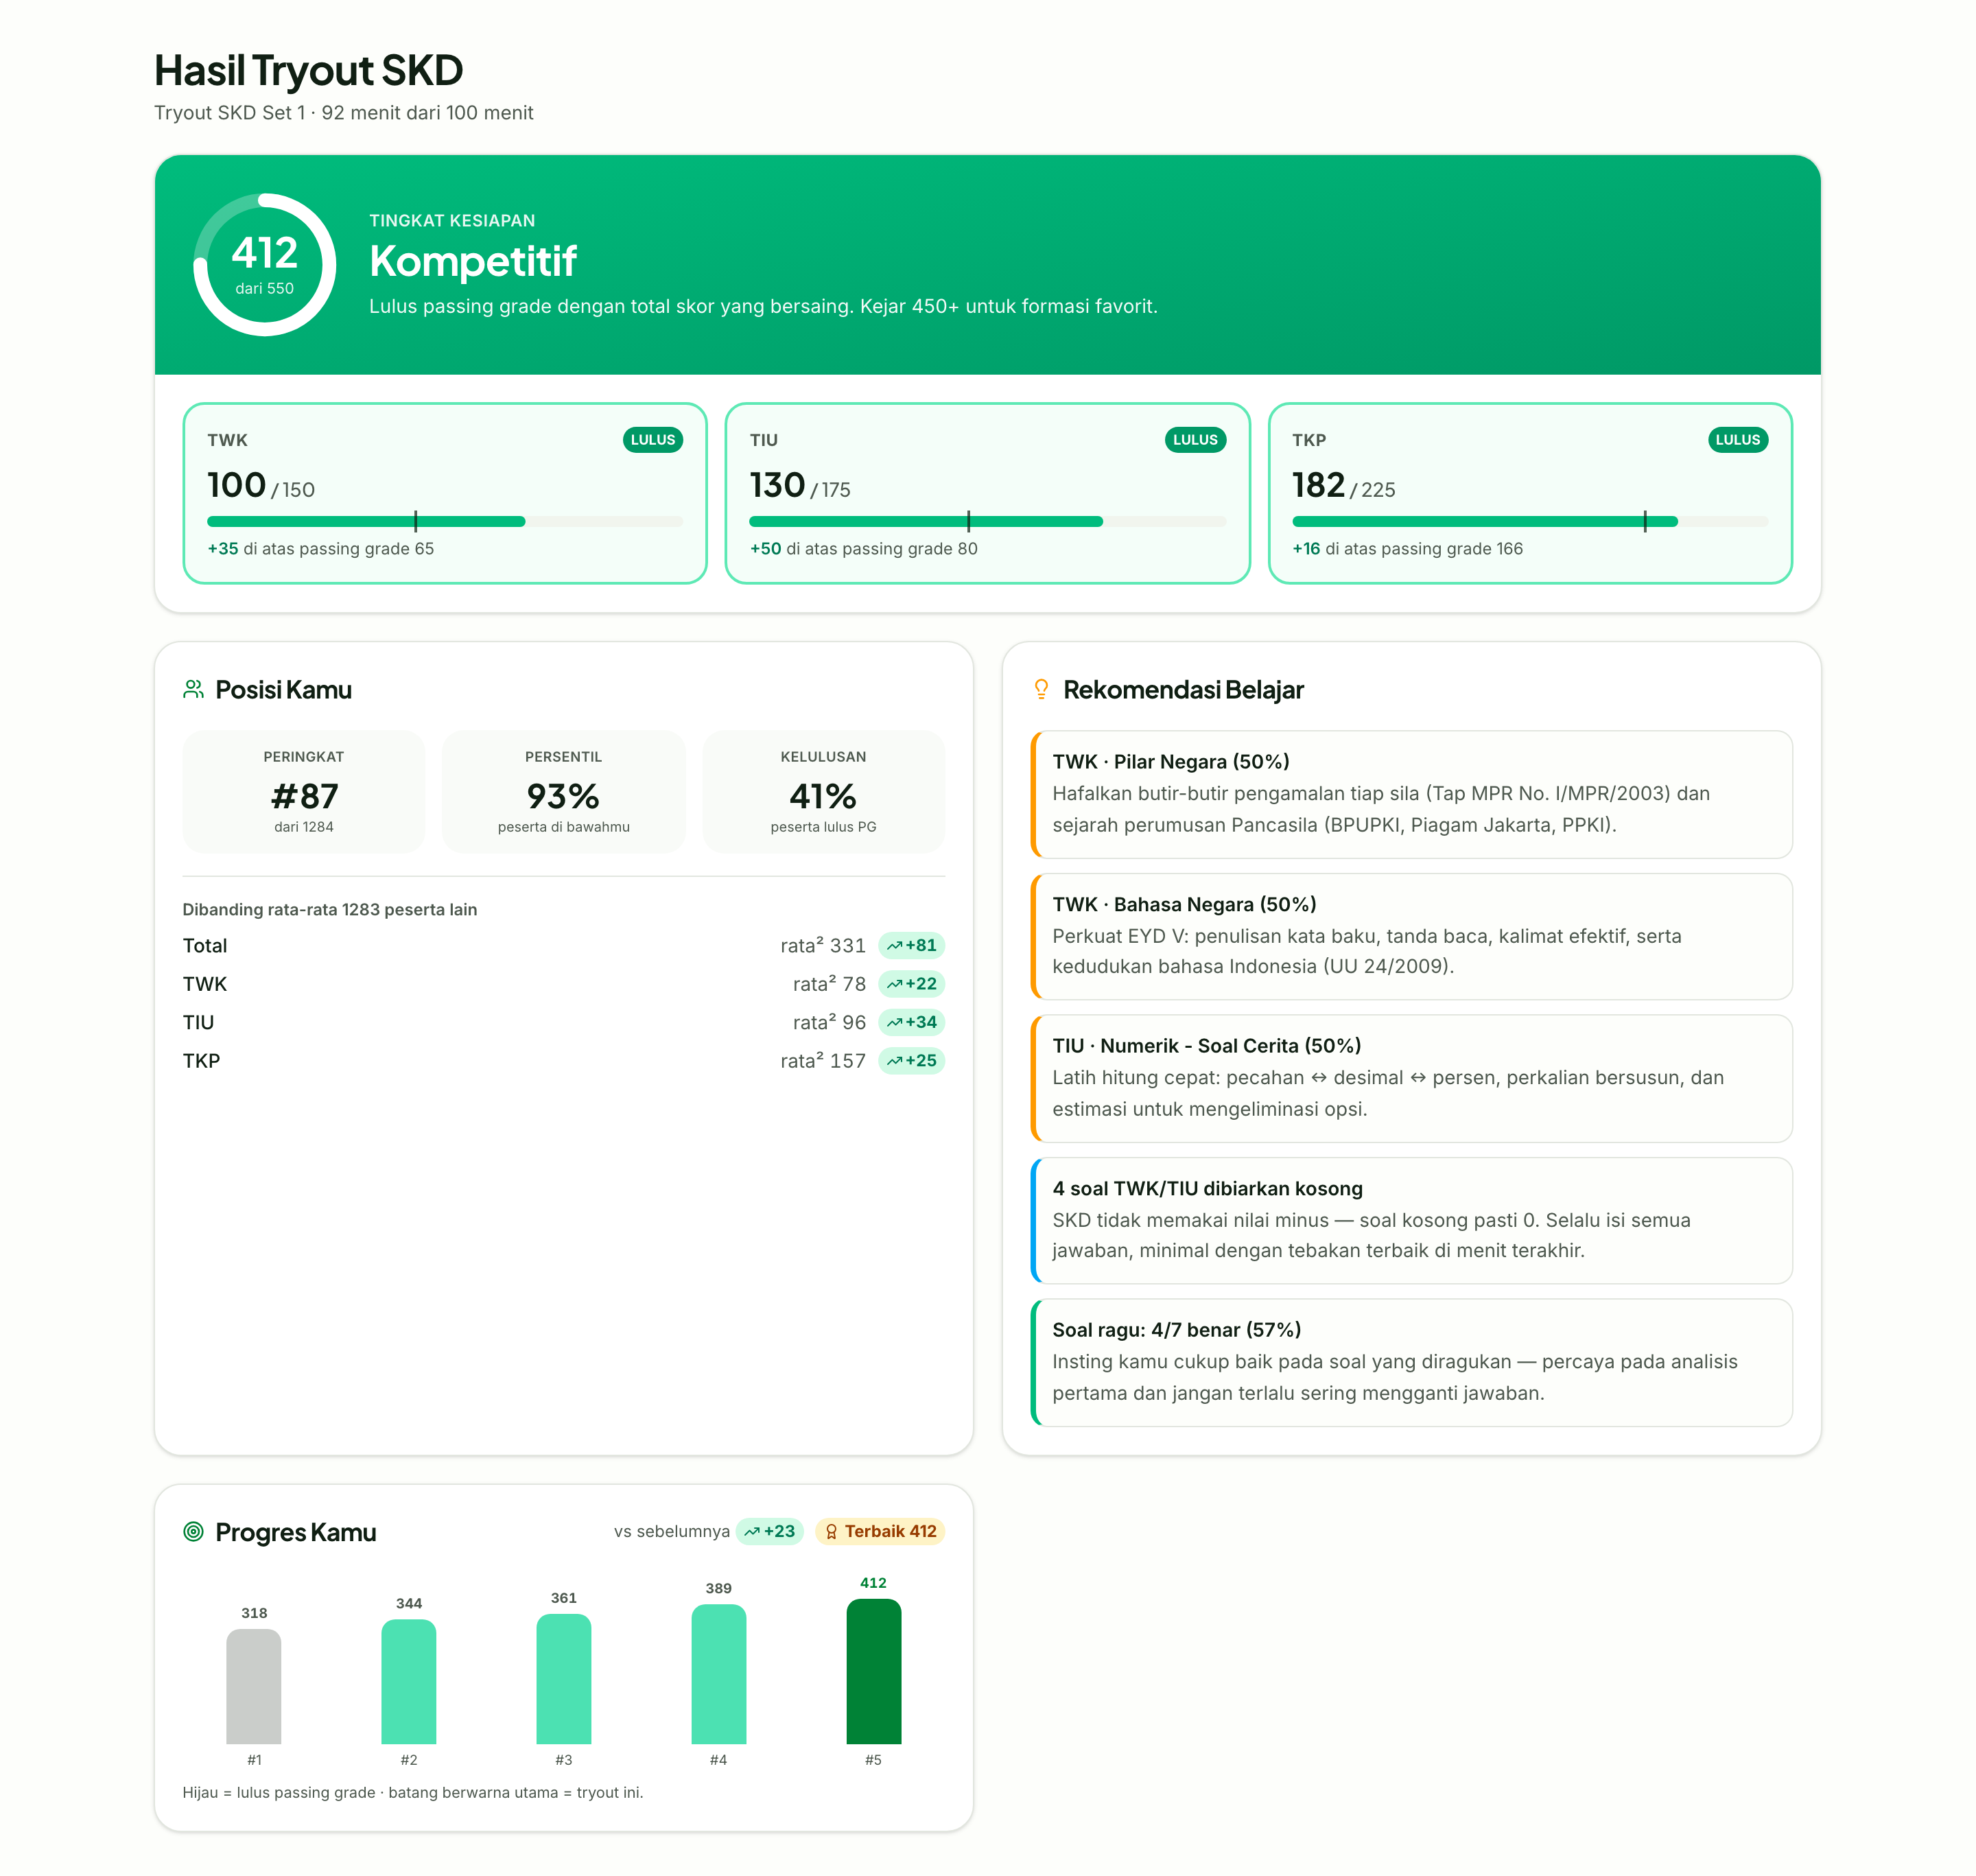 Hasil Tryout SKD
Tryout SKD Set 1 · 92 menit dari 100 menit
412
dari 550
TINGKAT KESIAPAN
Kompetitif
Lulus passing grade dengan total skor yang bersaing. Kejar 450+ untuk formasi favorit.
TWK
LULUS
100 / 150
+35 di atas passing grade 65
TIU
LULUS
130 / 175
+50 di atas passing grade 80
TKP
LULUS
182 / 225
+16 di atas passing grade 166
Posisi Kamu
PERINGKAT
#87
dari 1284
PERSENTIL
93%
peserta di bawahmu
KELULUSAN
41%
peserta lulus PG
Dibanding rata-rata 1283 peserta lain
Total rata² 331 +81
TWK rata² 78 +22
TIU rata² 96 +34
TKP rata² 157 +25
Rekomendasi Belajar
TWK · Pilar Negara (50%)
Hafalkan butir-butir pengamalan tiap sila (Tap MPR No. I/MPR/2003) dan
sejarah perumusan Pancasila (BPUPKI, Piagam Jakarta, PPKI).
TWK · Bahasa Negara (50%)
Perkuat EYD V: penulisan kata baku, tanda baca, kalimat efektif, serta
kedudukan bahasa Indonesia (UU 24/2009).
TIU · Numerik - Soal Cerita (50%)
Latih hitung cepat: pecahan ↔ desimal ↔ persen, perkalian bersusun, dan
estimasi untuk mengeliminasi opsi.
4 soal TWK/TIU dibiarkan kosong
SKD tidak memakai nilai minus — soal kosong pasti 0. Selalu isi semua
jawaban, minimal dengan tebakan terbaik di menit terakhir.
Soal ragu: 4/7 benar (57%)
Insting kamu cukup baik pada soal yang diragukan — percaya pada analisis
pertama dan jangan terlalu sering mengganti jawaban.
Progres Kamu
vs sebelumnya +23
Terbaik 412
318
344
361
389
412
#1
#2
#3
#4
#5
Hijau = lulus passing grade · batang berwarna utama = tryout ini.